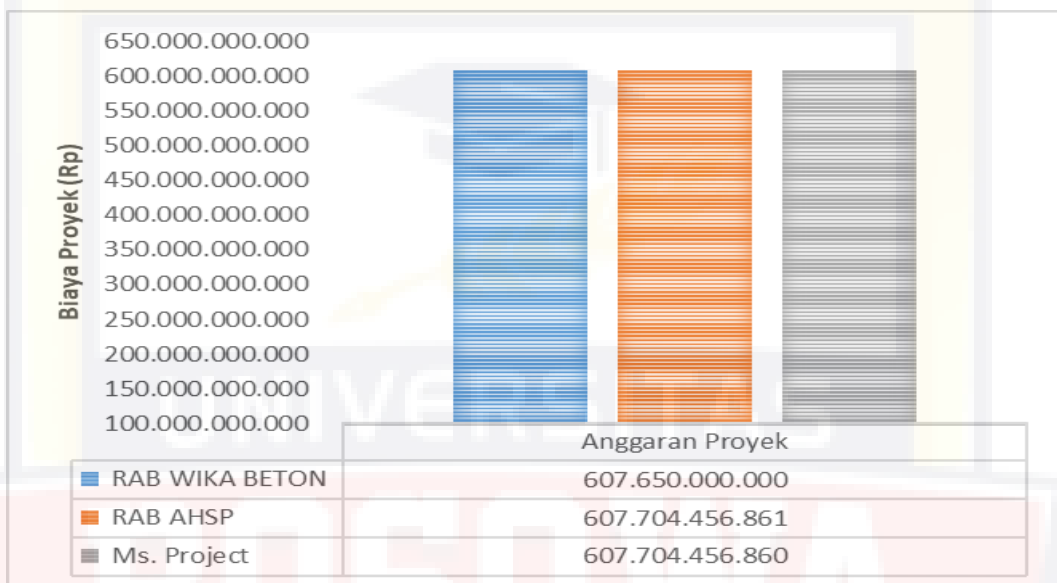 650.000.000.000
600.000.000.000
550.000.000.000
500.000.000.000
450.000.000.000
400.000.000.000
350.000.000.000
300.000.000.000
250.000.000.000
200.000.000.000
150.000.000.000
100.000.000.000
Biaya Proyek (Rp)
UNIVERSITAS
Anggaran Proyek
RAB WIKA BETON 607.650.000.000
RAB AHSP 607.704.456.861
Ms. Project 607.704.456.860
BOSOWA